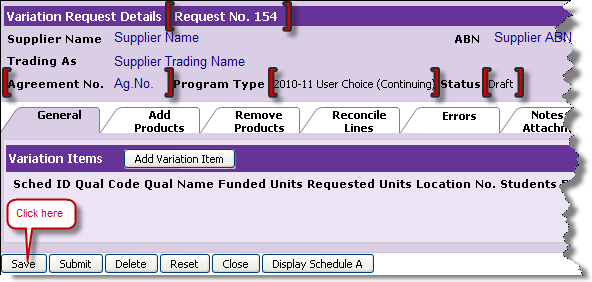 Variation Request Details Request No. 154
Supplier Name Supplier Name ABN Supplier ABN
Trading As Supplier Trading Name
Agreement No. Ag.No. Program Type 2010-11 User Choice (Continuing) Status Draft
General Add Products Remove Products Reconcile Lines Errors Notes
Variation Items Add Variation Item
Sched ID Qual Code Qual Name Funded Units Requested Units Location No. Students
Click here
Save Submit Delete Reset Close Display Schedule A